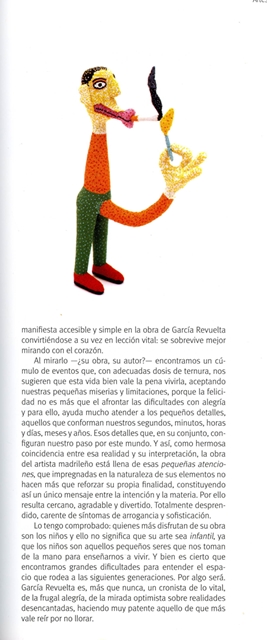 manifiesta accesible y simple en la obra de García Revuelta
convirtiéndose a su vez en lección vital: se sobrevive mejor
mirando con el corazón.
Al mirarlo —¿su obra, su autor?— encontramos un cú-
mulo de eventos que, con adecuadas dosis de ternura, nos
sugieren que esta vida bien vale la pena vivirla, aceptando
nuestras pequeñas miserias y limitaciones, porque la felici-
dad no es más que el afrontar las dificultades con alegría
y para ello, ayuda mucho atender a los pequeños detalles,
aquellos que conforman nuestros segundos, minutos, horas
y días, meses y años. Esos detalles que, en su conjunto, con-
figuran nuestro paso por este mundo. Y así, como hermosa
coincidencia entre esa realidad y su interpretación, la obra
del artista madrileño está llena de esas pequeñas atencio-
nes, que impregnadas en la naturaleza de sus elementos no
hacen más que reforzar su propia finalidad, constituyendo
así un único mensaje entre la intención y la materia. Por ello
resulta cercano, agradable y divertido. Totalmente despren-
dido, carente de síntomas de arrogancia y sofisticación.
Lo tengo comprobado: quienes más disfrutan de su obra
son los niños y ello no significa que su arte sea infantil, ya
que los niños son aquellos pequeños seres que nos toman
de la mano para enseñarnos a vivir. Y bien es cierto que
encontramos grandes dificultades para entender el espa-
cio que rodea a las siguientes generaciones. Por algo será.
García Revuelta es, más que nunca, un cronista de lo vital,
de la frugal alegría, de la mirada optimista sobre realidades
desencantadas, haciendo muy patente aquello de que más
vale reír por no llorar.